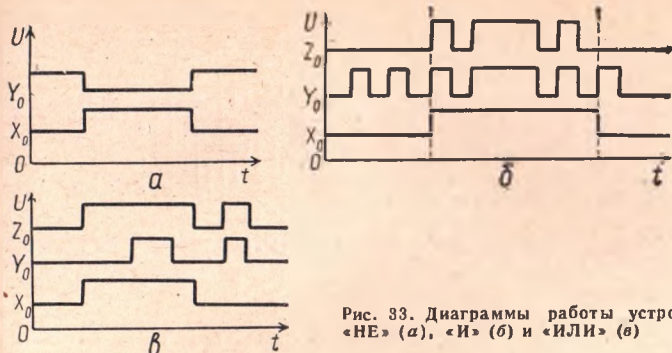 U
Y₀
X₀
0
а
t
U
Z₀
Y₀
X₀
0
б
t
U
Z₀
Y₀
X₀
0
в
t
Рис. 33. Диаграммы работы устро
«НЕ» (а), «И» (б) и «ИЛИ» (в)